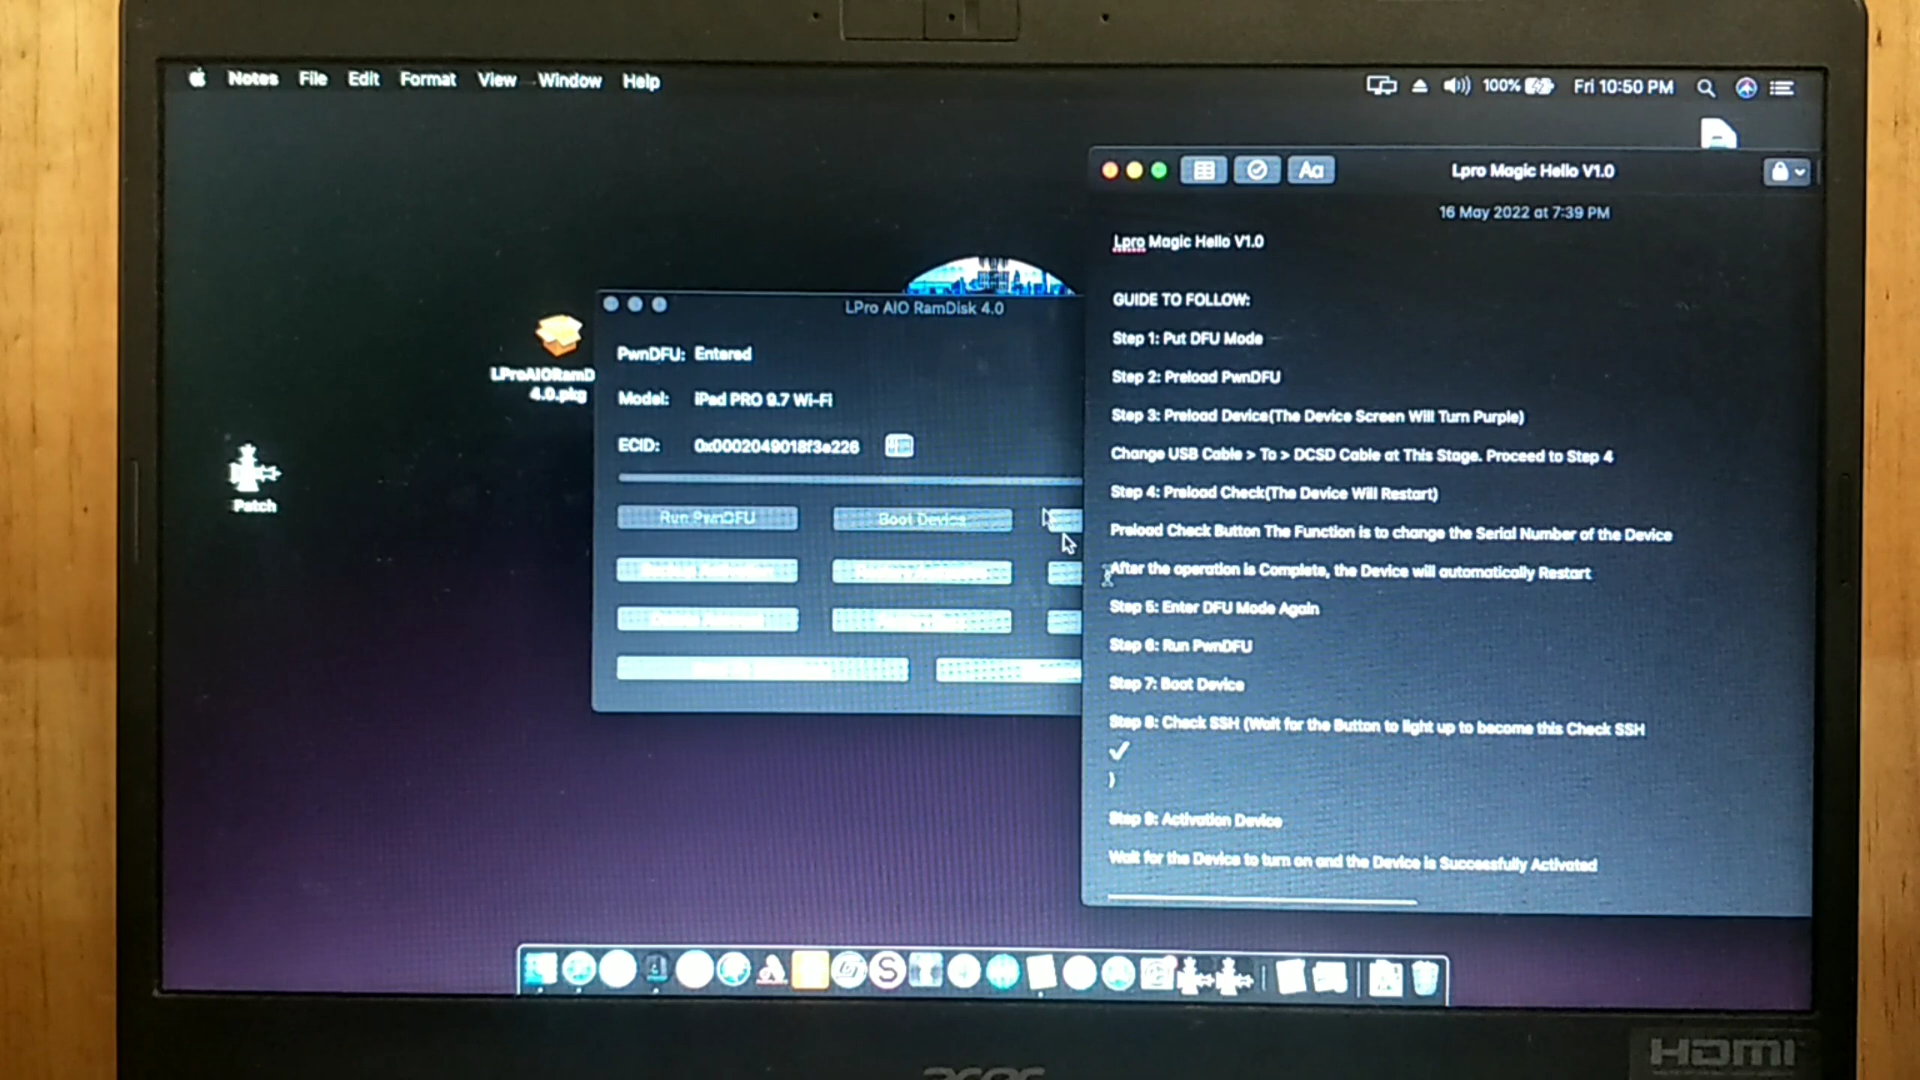 Notes File Edit Format View Window Help
100% Fri 10:50 PM
Lpro Magic Hello V1.0
16 May 2022 at 7:39 PM
Lpro Magic Hello V1.0
GUIDE TO FOLLOW:
Step 1: Put DFU Mode
Step 2: Preload PwnDFU
Step 3: Preload Device(The Device Screen Will Turn Purple)
Change USB Cable > To > DCSD Cable at This Stage. Proceed to Step 4
Step 4: Preload Check(The Device Will Restart)
Preload Check Button The Function is to change the Serial Number of the Device
After the operation is Complete, the Device will automatically Restart
Step 5: Enter DFU Mode Again
Step 6: Run PwnDFU
Step 7: Boot Device
Step 8: Check SSH (Wait for the Button to light up to become this Check SSH
✓
)
Step 9: Activation Device
Wait for the Device to turn on and the Device is Successfully Activated
LPro AIO RamDisk 4.0
PwnDFU: Entered
Model: iPad PRO 9.7 Wi-Fi
ECID: 0x0002049018f3e226
Run PwnDFU Boot Device
LProAIORamD
4.0.pkg
Patch
HDMI
acer